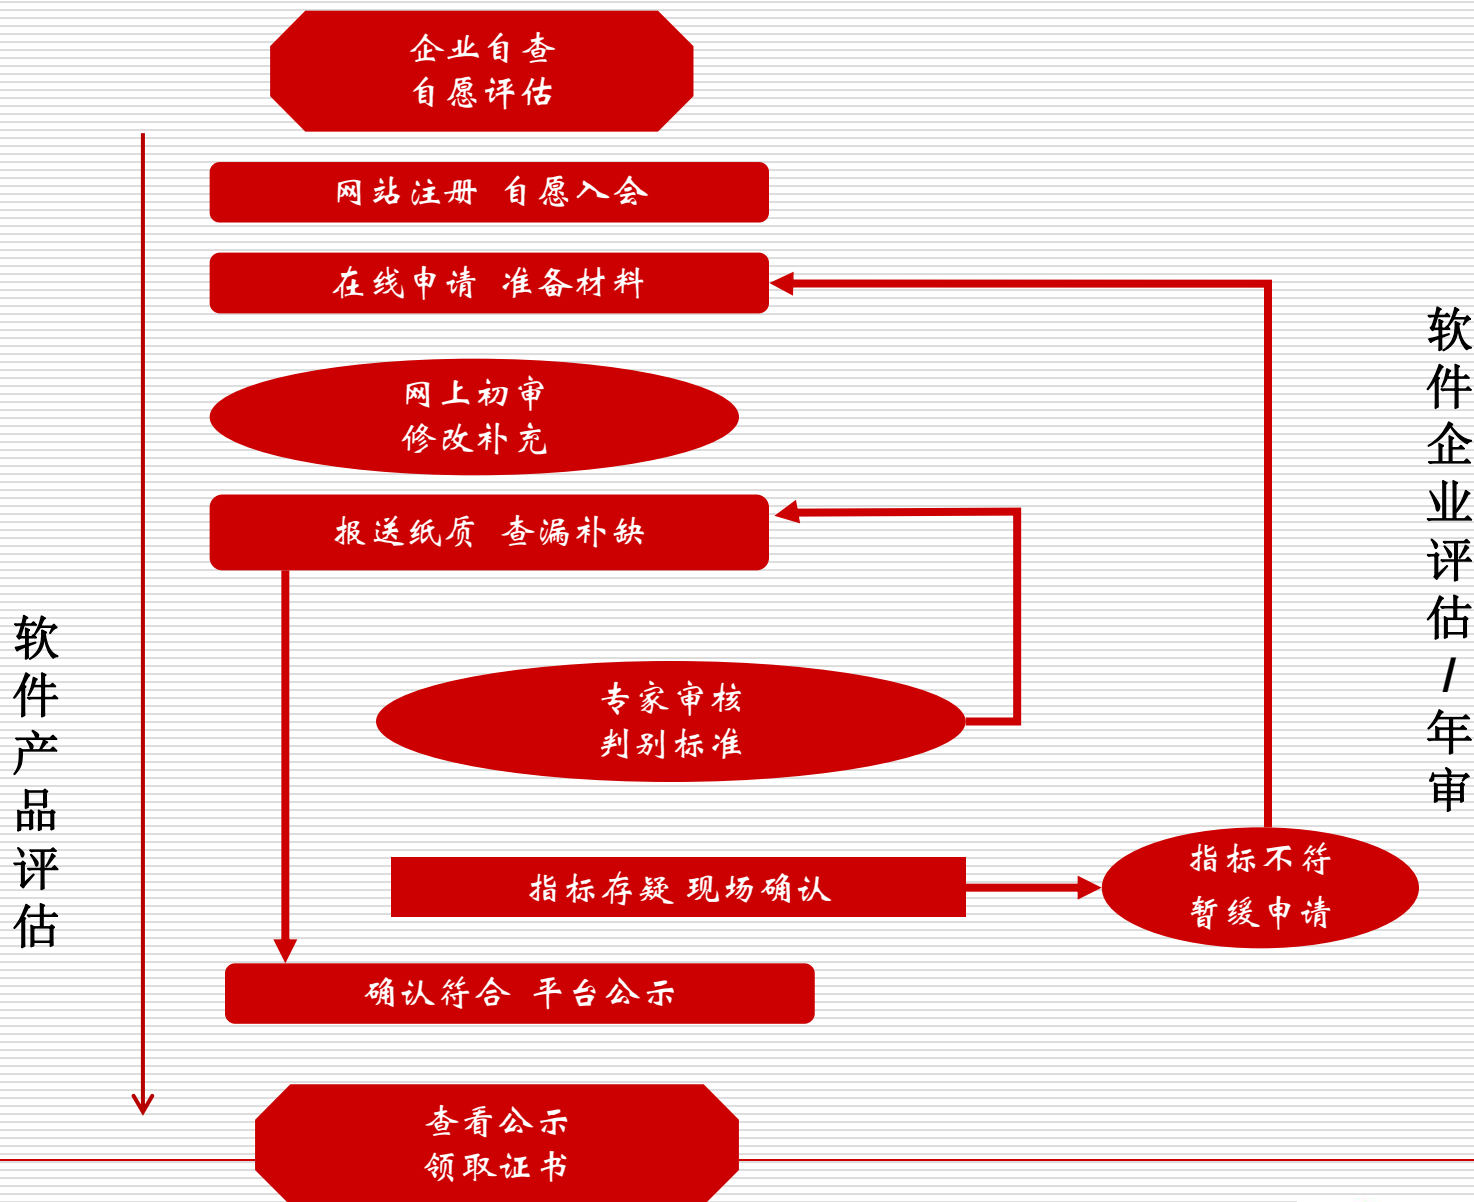 企业自查
自愿评估
网站注册 自愿入会
在线申请 准备材料
网上初审
修改补充
报送纸质 查漏补缺
专家审核
判别标准
指标存疑 现场确认
指标不符
暂缓申请
确认符合 平台公示
查看公示
领取证书
软件产品评估
软件企业评估/年审